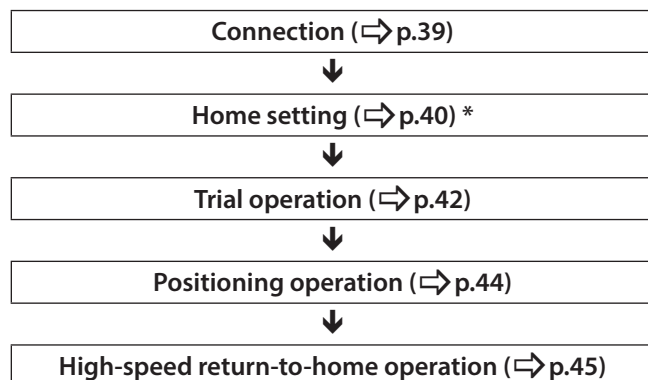 Connection (⇨ p.39)
Home setting (⇨ p.40) *
Trial operation (⇨ p.42)
Positioning operation (⇨ p.44)
High-speed return-to-home operation (⇨ p.45)